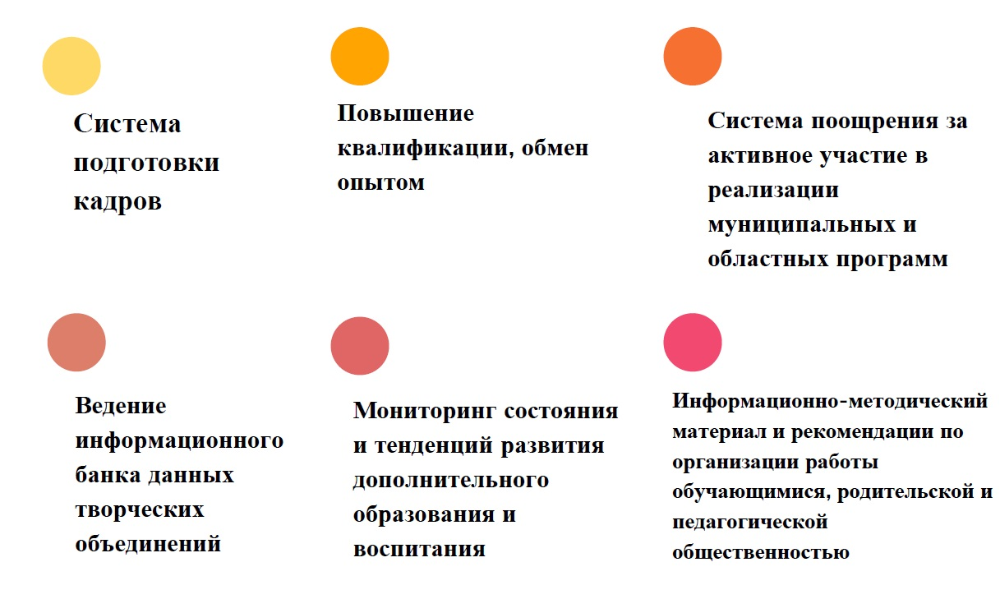 Система
подготовки
кадров
Повышение
квалификации, обмен
опытом
Система поощрения за
активное участие в
реализации
муниципальных и
областных программ
Ведение
информационного
банка данных
творческих
объединений
Мониторинг состояния
и тенденций развития
дополнительного
образования и
воспитания
Информационно-методический
материал и рекомендации по
организации работы
обучающимися, родительской и
педагогической
общественностью